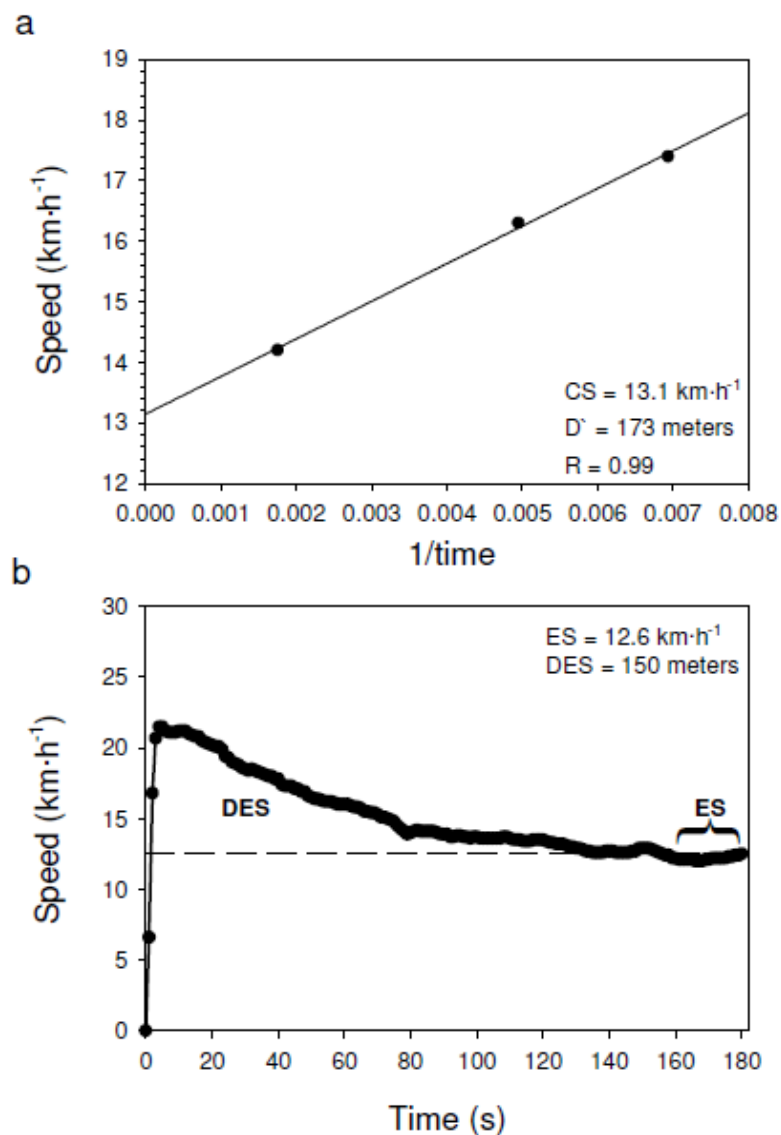 a
19
18
17
16
15
14
13
12
Speed (km·h-1)
CS = 13.1 km·h-1
D` = 173 meters
R = 0.99
0.000 0.001 0.002 0.003 0.004 0.005 0.006 0.007 0.008
1/time
b
30
25
20
15
10
5
0
Speed (km·h-1)
ES = 12.6 km·h-1
DES = 150 meters
DES
ES
0 20 40 60 80 100 120 140 160 180
Time (s)